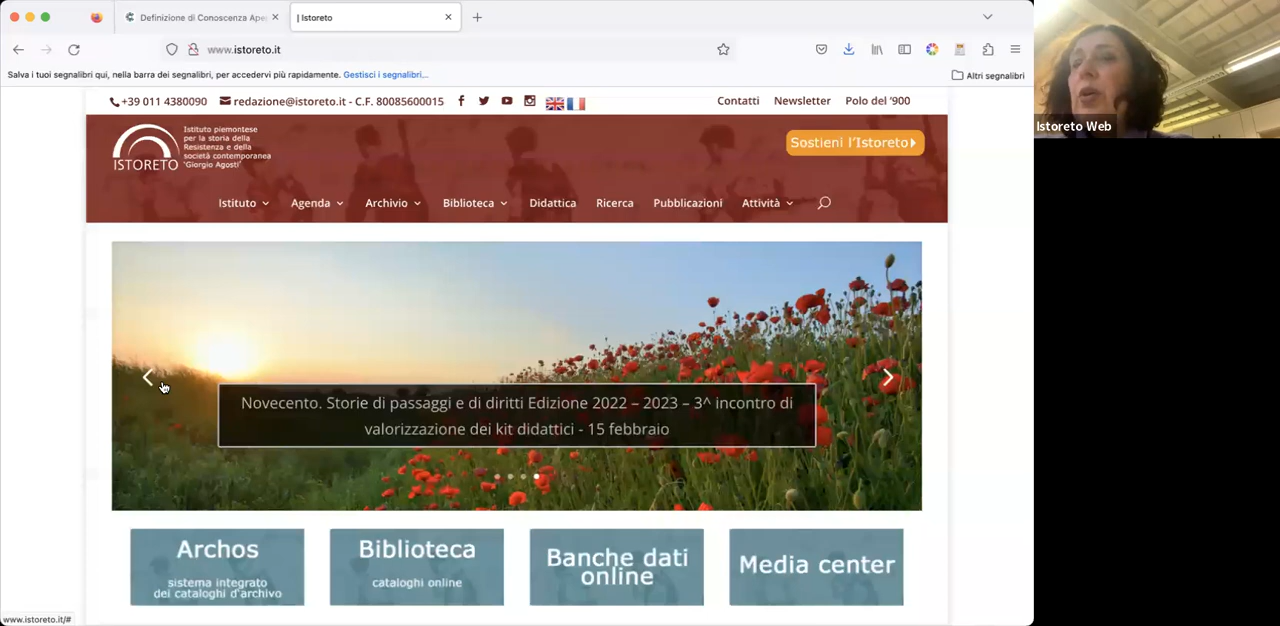 Definizione di Conoscenza Ape
| Istoreto
www.istoreto.it
Salva i tuoi segnalibri qui, nella barra dei segnalibri, per accedervi più rapidamente. Gestisci i segnalibri...
Altri segnalibri
+39 011 4380090
redazione@istoreto.it - C.F. 80085600015
Contatti
Newsletter
Polo del '900
ISTORETO
Istituto piemontese
per la storia della
Resistenza e della
società contemporanea
'Giorgio Agosti'
Sostieni l'Istoreto
Istituto
Agenda
Archivio
Biblioteca
Didattica
Ricerca
Pubblicazioni
Attività
Novecento. Storie di passaggi e di diritti Edizione 2022 – 2023 – 3^ incontro di
valorizzazione dei kit didattici - 15 febbraio
Archos
sistema integrato
dei cataloghi d'archivio
Biblioteca
cataloghi online
Banche dati
online
Media center
www.istoreto.it/#
Istoreto Web